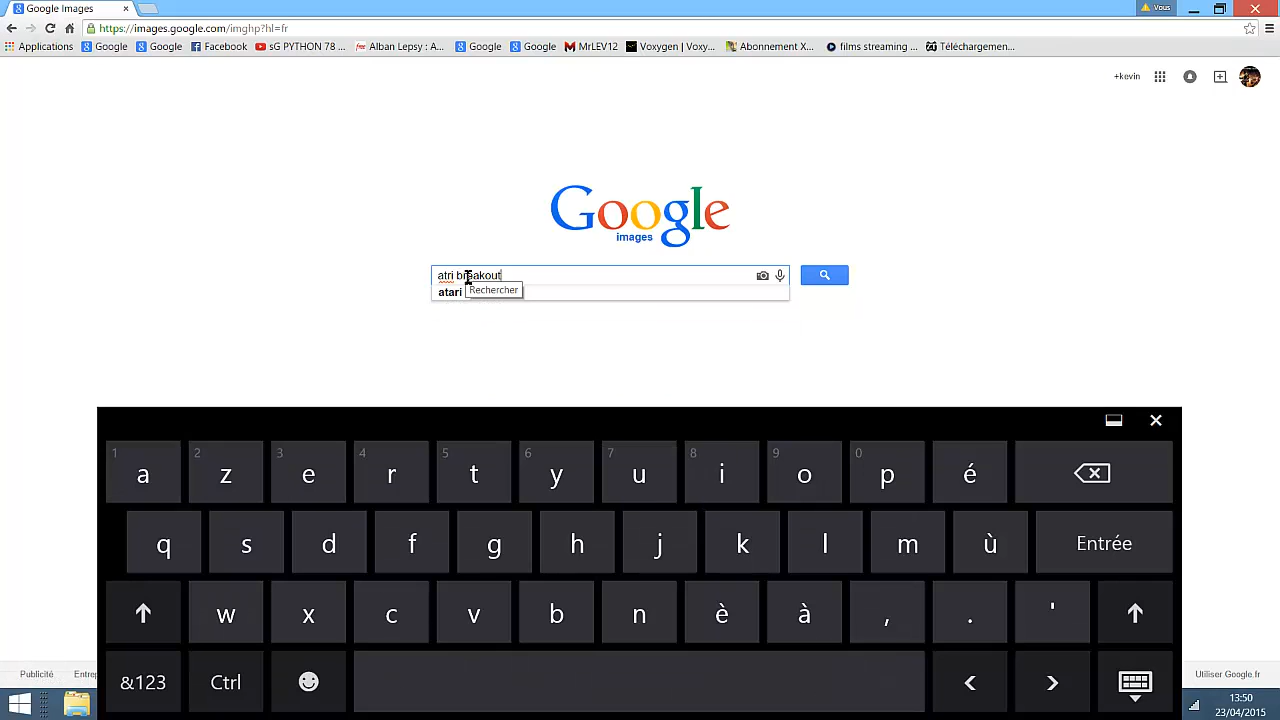 Google Images
Vous
https://images.google.com/imghp?hl=fr
Applications Google Google Facebook sG PYTHON 78 ... Alban Lepsy : A... Google Google MrLEV12 Voxygen | Voxy... Abonnement X... films streaming ... Téléchargemen...
+kevin
Google
images
atri breakout
atari
Rechercher
1 2 3 4 5 6 7 8 9 0
a z e r t y u i o p é
q s d f g h j k l m ù Entrée
w x c v b n è à , . '
&123 Ctrl < >
Publicité Entrep Utiliser Google.fr
13:50
23/04/2015